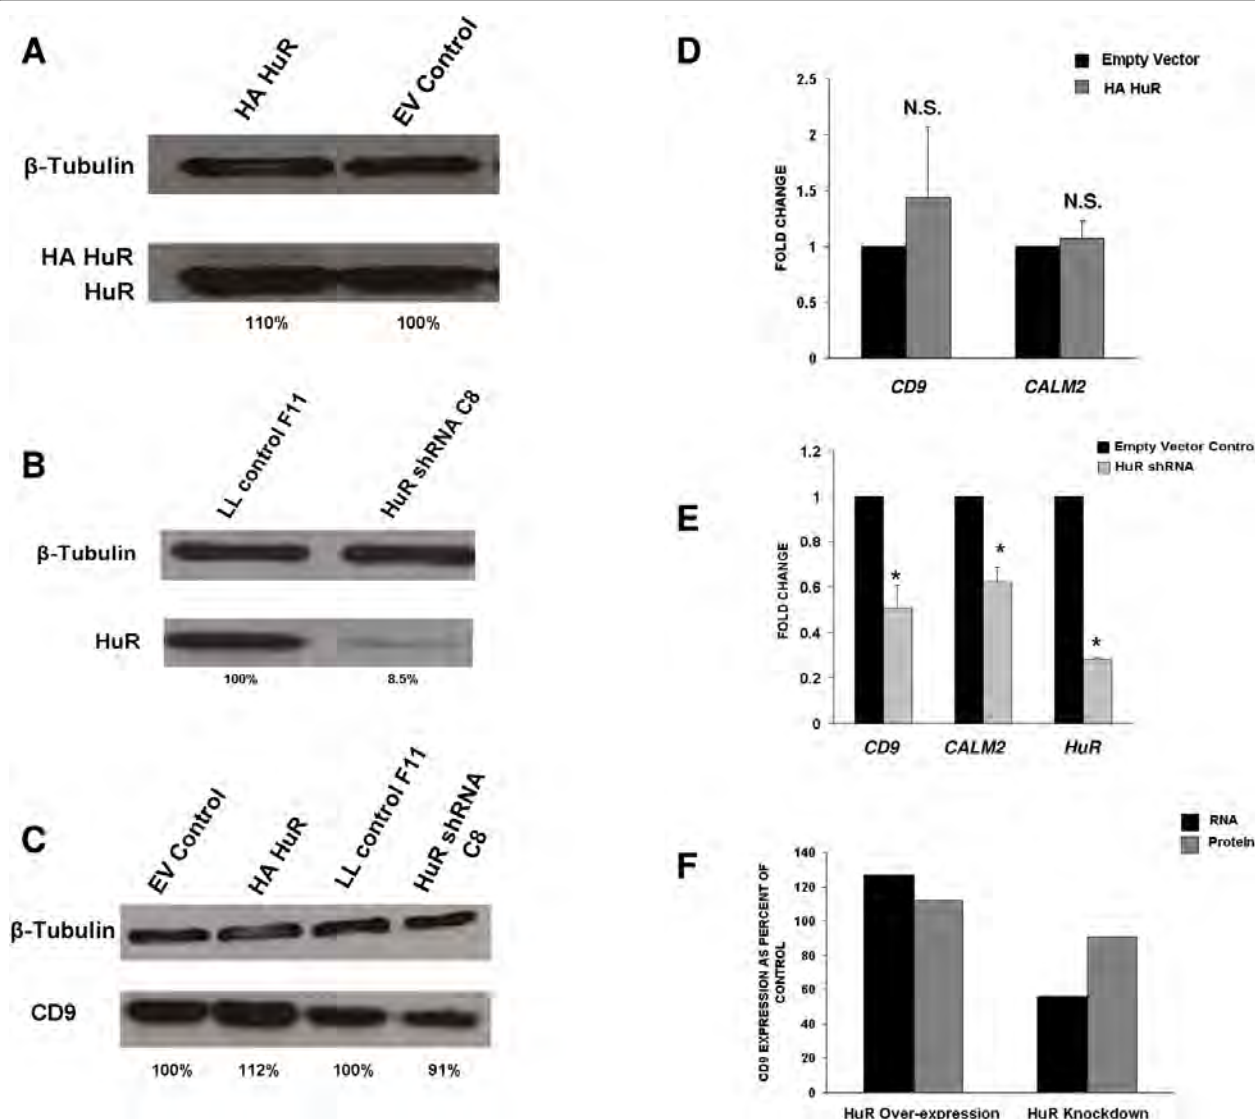 A
HA HuR
EV Control
β-Tubulin
HA HuR
HuR
110%
100%
B
LL control F11
HuR shRNA C8
β-Tubulin
HuR
100%
8.5%
C
EV Control
HA HuR
LL control F11
HuR shRNA
C8
β-Tubulin
CD9
100%
112%
100%
91%
D
Empty Vector
HA HuR
FOLD CHANGE
2.5
2
1.5
1
0.5
0
N.S.
N.S.
CD9
CALM2
E
Empty Vector Contro
HuR shRNA
FOLD CHANGE
1.2
1
0.8
0.6
0.4
0.2
0
*
*
*
CD9
CALM2
HuR
F
RNA
Protein
CD9 EXPRESSION AS PERCENT OF
CONTROL
140
120
100
80
60
40
20
0
HuR Over-expression
HuR Knockdown